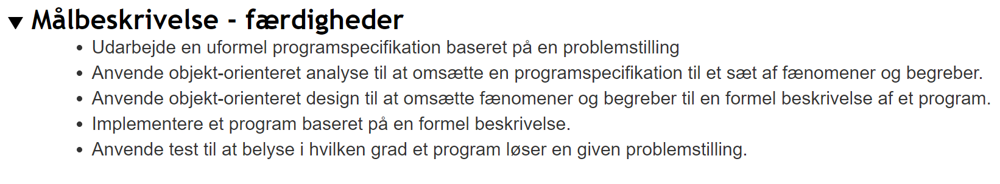 Målbeskrivelse - færdigheder
Udarbejde en uformel programspecifikation baseret på en problemstilling
Anvende objekt-orienteret analyse til at omsætte en programspecifikation til et sæt af fænomener og begreber.
Anvende objekt-orienteret design til at omsætte fænomener og begreber til en formel beskrivelse af et program.
Implementere et program baseret på en formel beskrivelse.
Anvende test til at belyse i hvilken grad et program løser en given problemstilling.